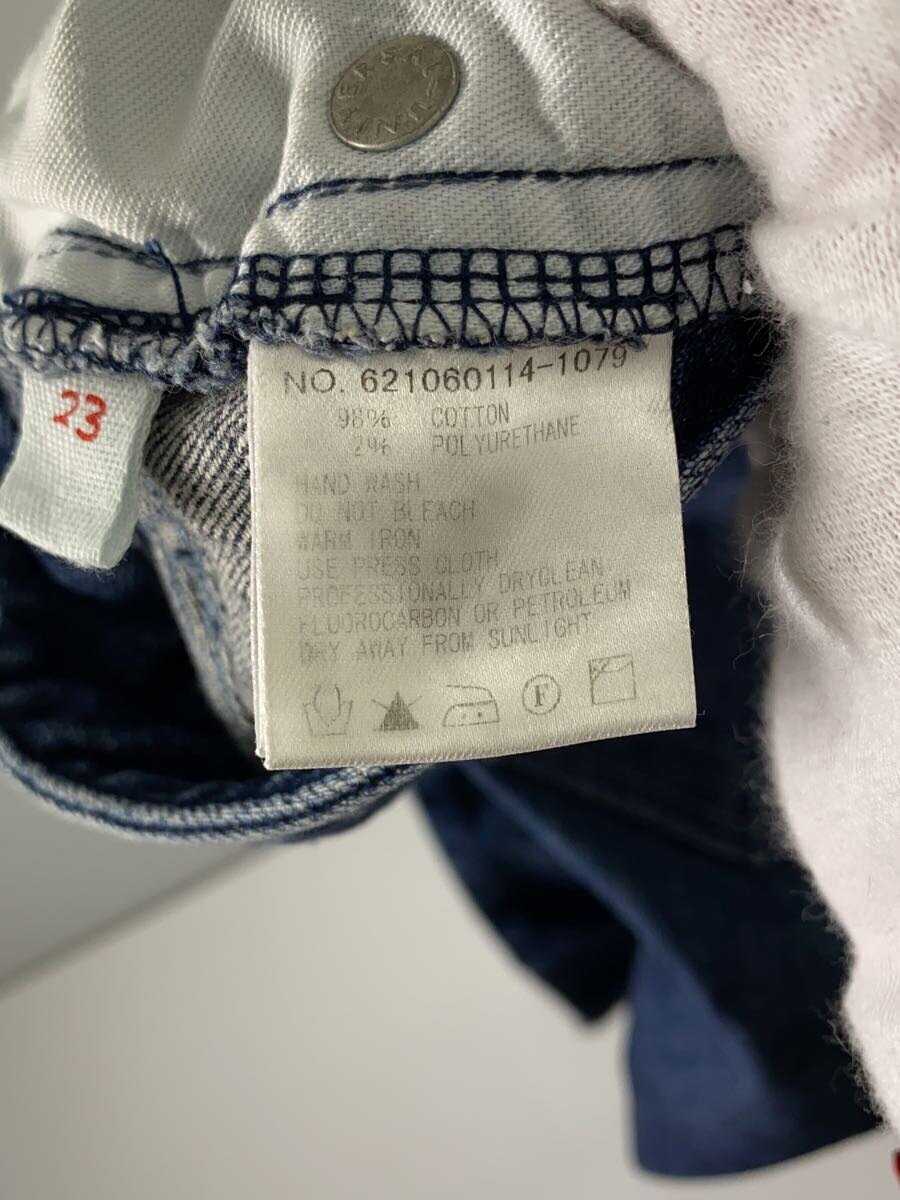 23
NO. 621060114-1079
98% COTTON
2% POLYURETHANE
HAND WASH
DO NOT BLEACH
WARM IRON
USE PRESS CLOTH
PROFESSIONALLY DRYCLEAN
FLUOROCARBON OR PETROLEUM
DRY AWAY FROM SUNLIGHT
F